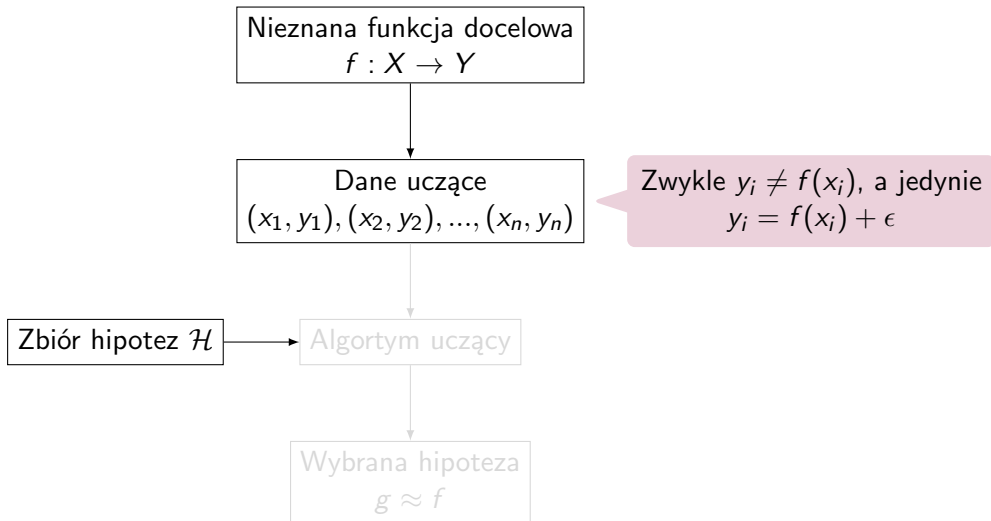 Nieznana funkcja docelowa
f : X → Y
Dane uczące
(x₁, y₁), (x₂, y₂), ..., (xₙ, yₙ)
Zwykle yᵢ ≠ f(xᵢ), a jedynie
yᵢ = f(xᵢ) + ϵ
Zbiór hipotez ℋ
Algortym uczący
Wybrana hipoteza
g ≈ f